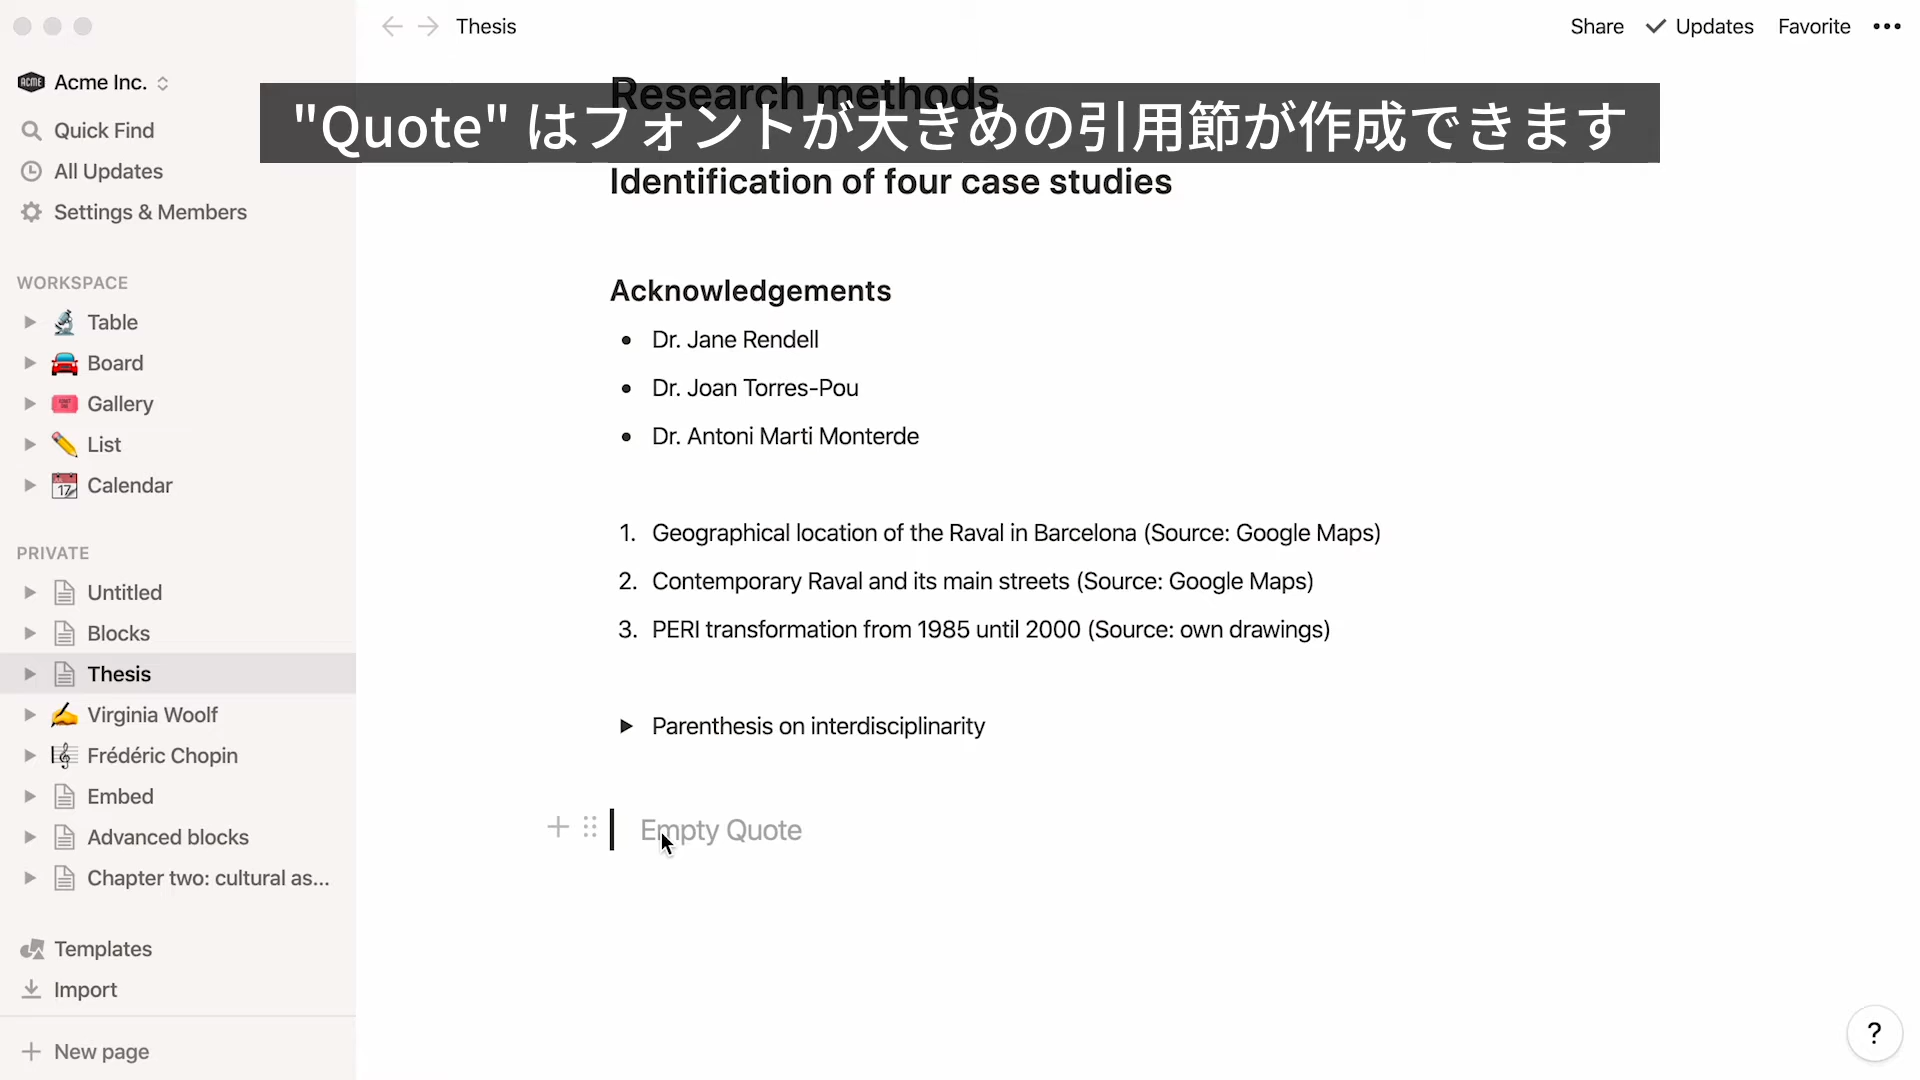 Thesis
Share
Updates
Favorite
ACME
Acme Inc.
Quick Find
All Updates
Settings & Members
WORKSPACE
Table
Board
Gallery
List
17
Calendar
PRIVATE
Untitled
Blocks
Thesis
Virginia Woolf
Frédéric Chopin
Embed
Advanced blocks
Chapter two: cultural as...
Templates
Import
New page
Research methods
"Quote" はフォントが大きめの引用節が作成できます
Identification of four case studies
Acknowledgements
• Dr. Jane Rendell
• Dr. Joan Torres-Pou
• Dr. Antoni Marti Monterde
1. Geographical location of the Raval in Barcelona (Source: Google Maps)
2. Contemporary Raval and its main streets (Source: Google Maps)
3. PERI transformation from 1985 until 2000 (Source: own drawings)
Parenthesis on interdisciplinarity
Empty Quote
?